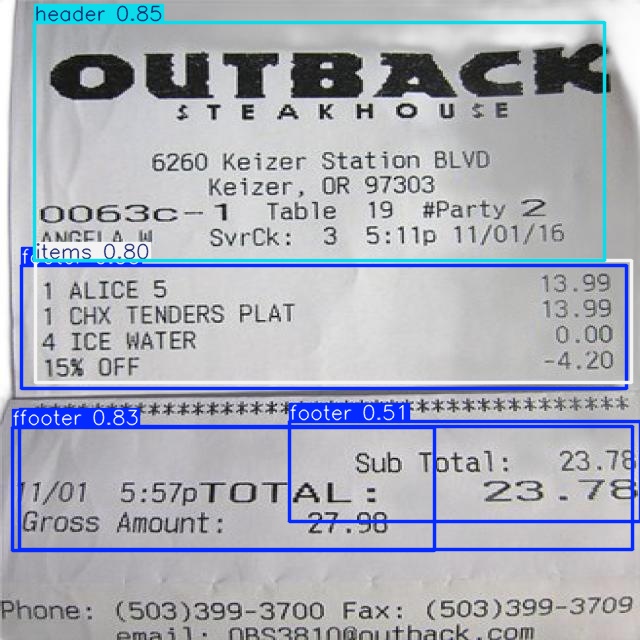 header 0.85
OUTBACK
STEAKHOUSE
6260 Keizer Station BLVD
Keizer, OR 97303
0063c-1 Table 19 #Party 2
ANGELA W SvrCk: 3 5:11p 11/01/16
items 0.80
1 ALICE 5 13.99
1 CHX TENDERS PLAT 13.99
4 ICE WATER 0.00
15% OFF -4.20
*****************************************
ffooter 0.83 footer 0.51
Sub Total: 23.78
11/01 5:57pTOTAL: 23.78
Gross Amount: 27.98
Phone: (503)399-3700 Fax: (503)399-3709
email: OBS3810@outback.com